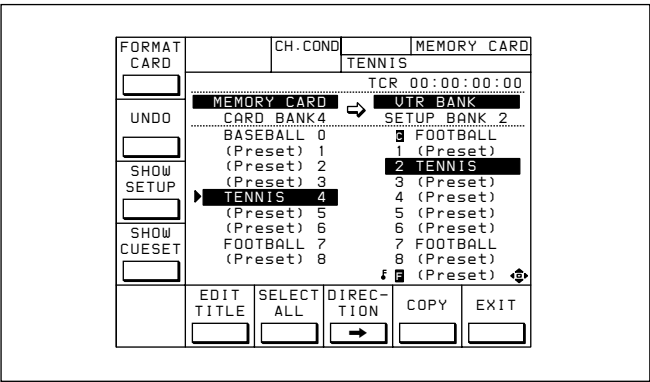 FORMAT CARD
CH.COND
MEMORY CARD
TENNIS
TCR 00:00:00:00
MEMORY CARD ⇨ VTR BANK
CARD BANK4 SETUP BANK 2
UNDO
BASEBALL 0 C FOOTBALL
(Preset) 1 1 (Preset)
(Preset) 2 2 TENNIS
(Preset) 3 3 (Preset)
TENNIS 4 4 (Preset)
(Preset) 5 5 (Preset)
(Preset) 6 6 (Preset)
FOOTBALL 7 7 FOOTBALL
(Preset) 8 8 (Preset)
F (Preset)
SHOW SETUP
SHOW CUESET
EDIT TITLE
SELECT ALL
DIREC-
TION
→
COPY
EXIT